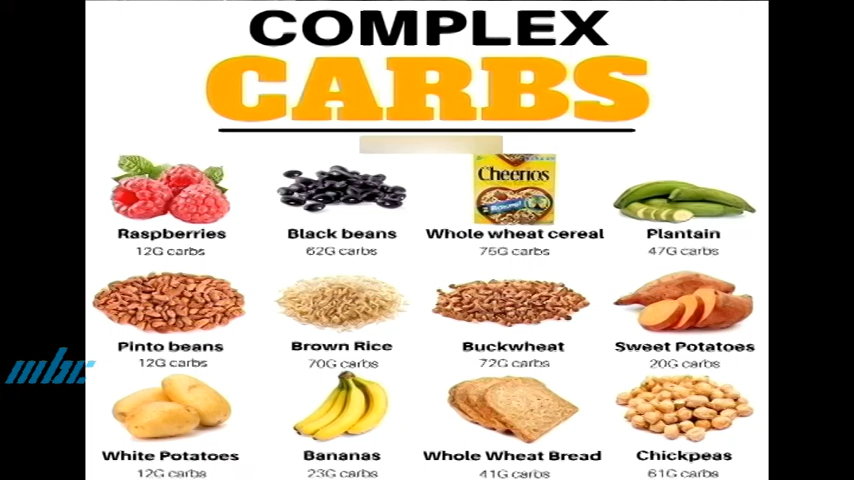 COMPLEX
CARBS
Cheerios
Raspberries
Black beans
Whole wheat cereal
Plantain
12G carbs
62G carbs
75G carbs
47G carbs
Pinto beans
Brown Rice
Buckwheat
Sweet Potatoes
12G carbs
70G carbs
72G carbs
20G carbs
mbc
White Potatoes
Bananas
Whole Wheat Bread
Chickpeas
12G carbs
23G carbs
41G carbs
61G carbs